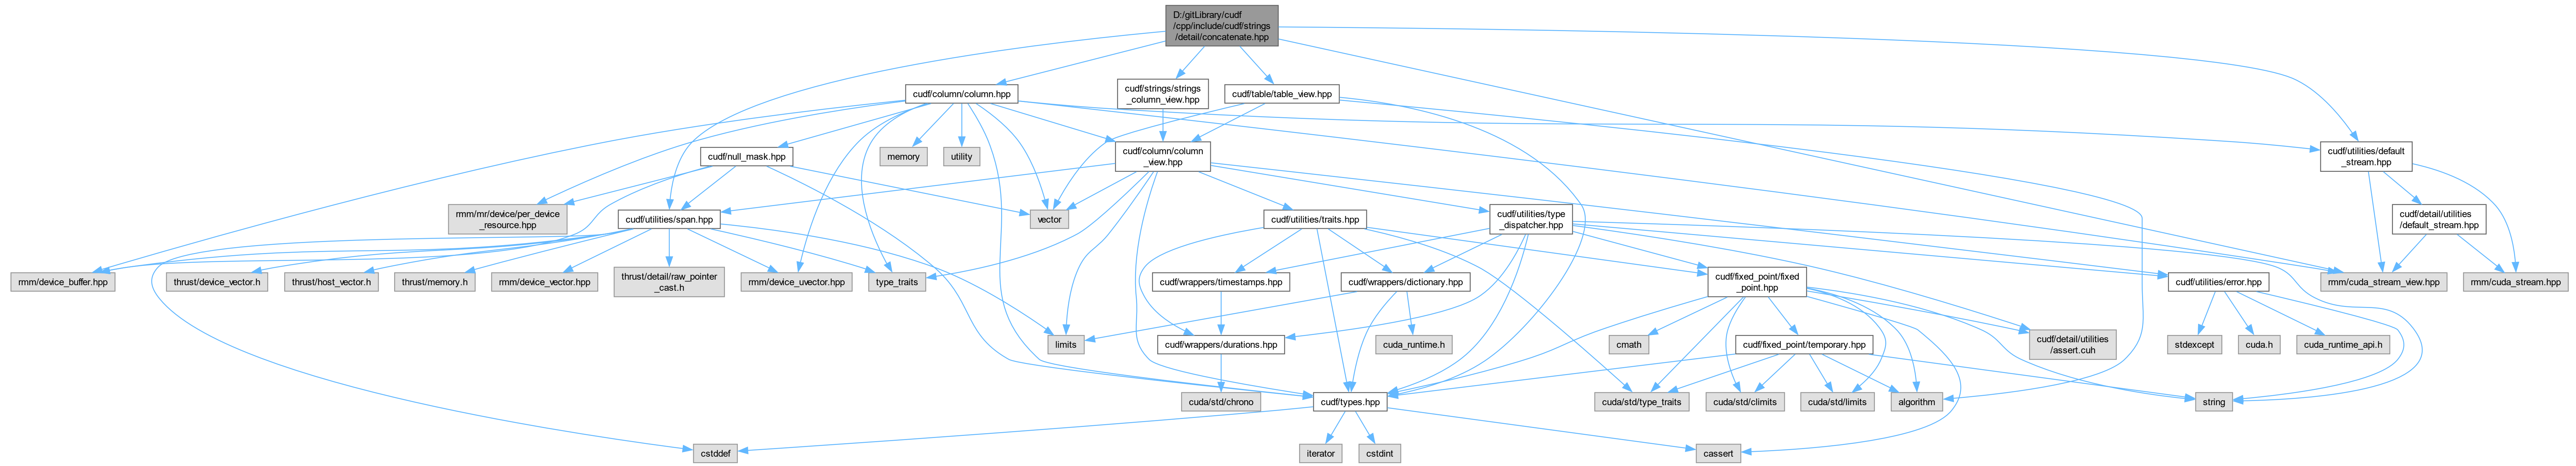 D:/gitLibrary/cudf
/cpp/include/cudf/strings
/detail/concatenate.hpp
cudf/column/column.hpp
cudf/strings/strings
_column_view.hpp
cudf/table/table_view.hpp
cudf/null_mask.hpp
memory
utility
cudf/column/column
_view.hpp
cudf/utilities/default
_stream.hpp
rmm/mr/device/per_device
_resource.hpp
cudf/utilities/span.hpp
vector
cudf/utilities/traits.hpp
cudf/utilities/type
_dispatcher.hpp
cudf/detail/utilities
/default_stream.hpp
rmm/device_buffer.hpp
thrust/device_vector.h
thrust/host_vector.h
thrust/memory.h
rmm/device_vector.hpp
thrust/detail/raw_pointer
_cast.h
rmm/device_uvector.hpp
type_traits
cudf/wrappers/timestamps.hpp
cudf/wrappers/dictionary.hpp
cudf/fixed_point/fixed
_point.hpp
cudf/utilities/error.hpp
rmm/cuda_stream_view.hpp
rmm/cuda_stream.hpp
limits
cudf/wrappers/durations.hpp
cuda_runtime.h
cmath
cudf/fixed_point/temporary.hpp
cudf/detail/utilities
/assert.cuh
stdexcept
cuda.h
cuda_runtime_api.h
cuda/std/chrono
cudf/types.hpp
cuda/std/type_traits
cuda/std/climits
cuda/std/limits
algorithm
string
cstddef
iterator
cstdint
cassert